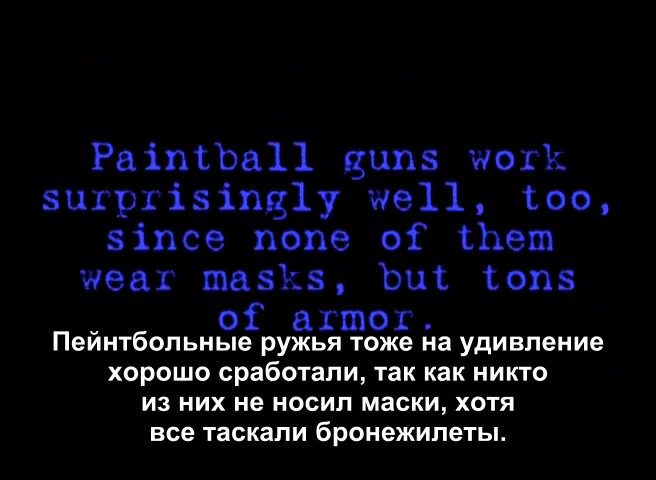 Paintball guns work
surprisingly well, too,
since none of them
wear masks, but tons
of armor.
Пейнтбольные ружья тоже на удивление
хорошо сработали, так как никто
из них не носил маски, хотя
все таскали бронежилеты.